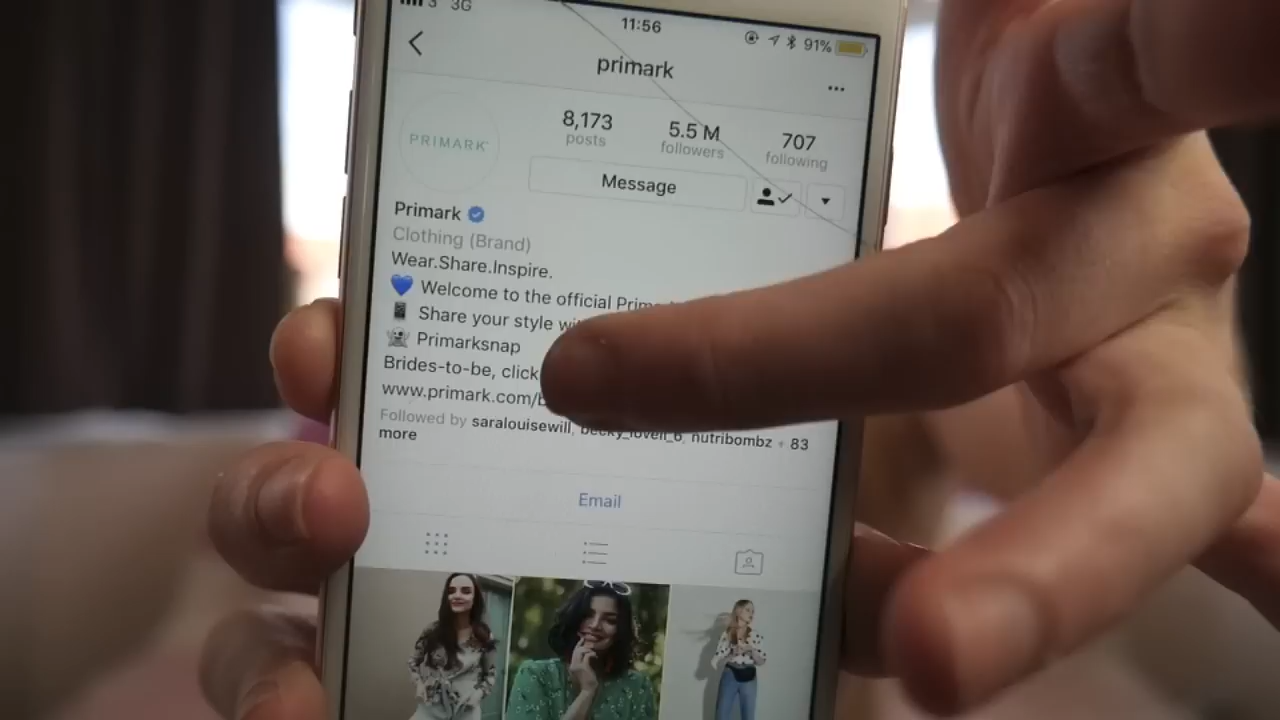 3 3G 11:56 91%
primark
8,173 5.5 M 707
posts followers following
PRIMARK
Message
Primark
Clothing (Brand)
Wear.Share.Inspire.
Welcome to the official
Share your style
Primarksnap
Brides-to-be, click
www.primark.com/
Followed by saralouisewill, becky_lovell_6, nutribombz + 83
more
Email